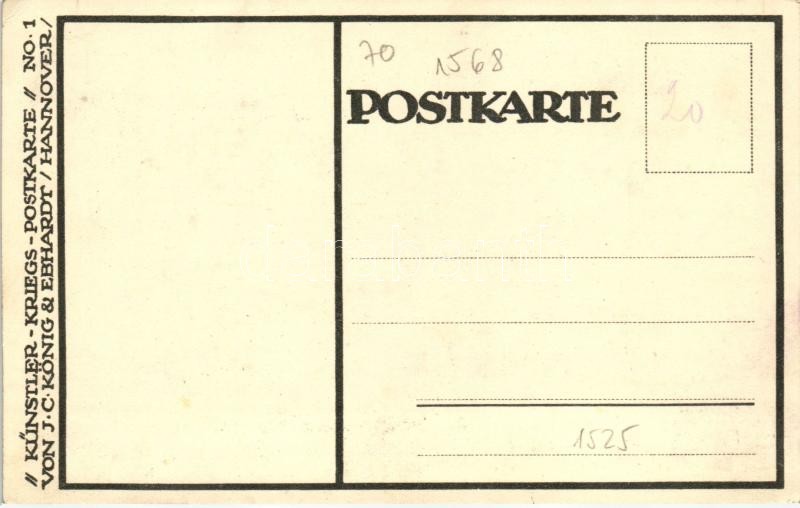 // KÜNSTLER-KRIEGS-POSTKARTE // NO. 1
VON J.C. KÖNIG & EBHARDT / HANNOVER /
70
1568
POSTKARTE
20
1525